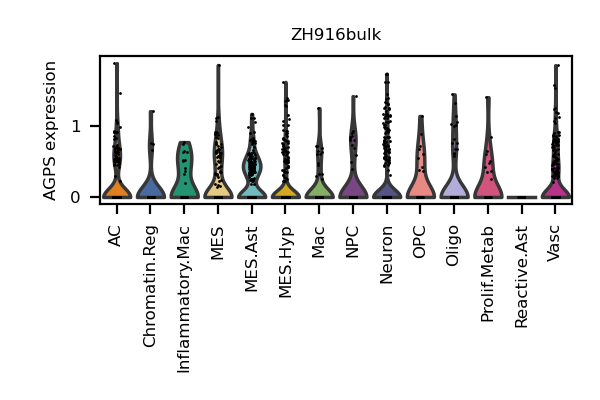 ZH916bulk
AGPS expression
1
0
AC
Chromatin.Reg
Inflammatory.Mac
MES
MES.Ast
MES.Hyp
Mac
NPC
Neuron
OPC
Oligo
Prolif.Metab
Reactive.Ast
Vasc